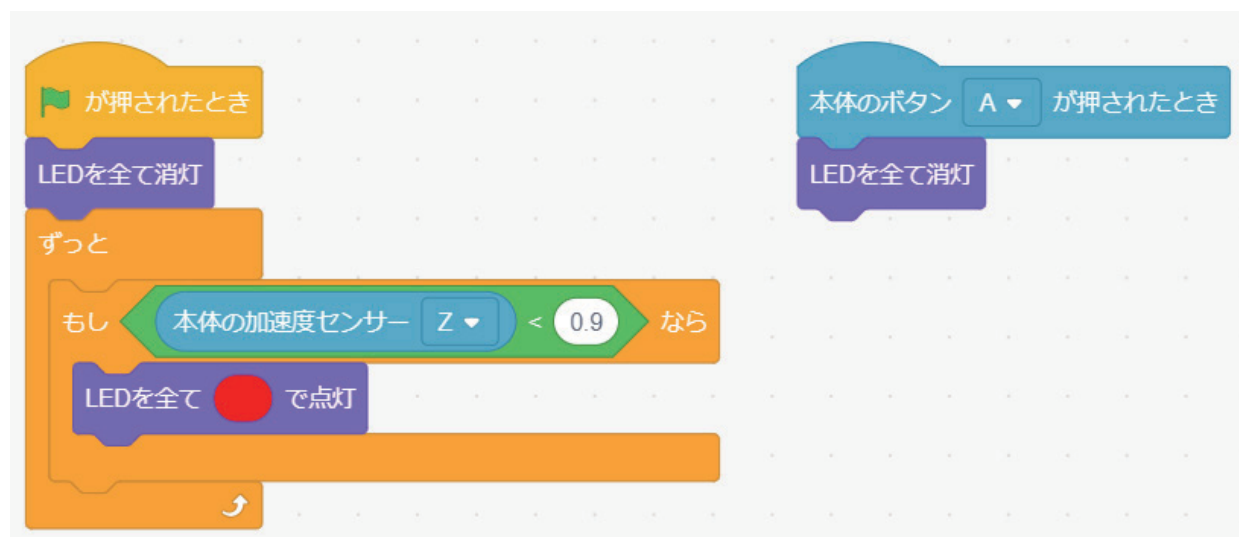 が押されたとき
LEDを全て消灯
ずっと
もし 本体の加速度センサー Z < 0.9 なら
LEDを全て で点灯
本体のボタン A が押されたとき
LEDを全て消灯